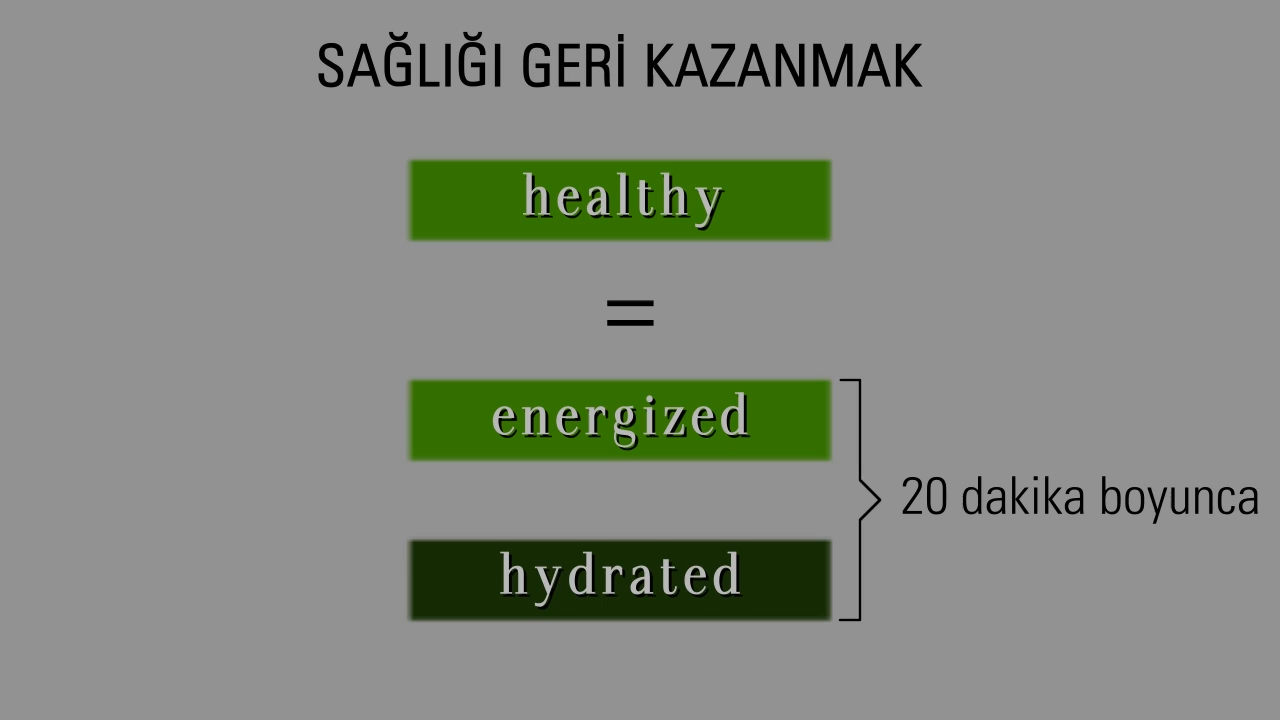 SAĞLIĞI GERİ KAZANMAK
healthy
=
energized
20 dakika boyunca
hydrated